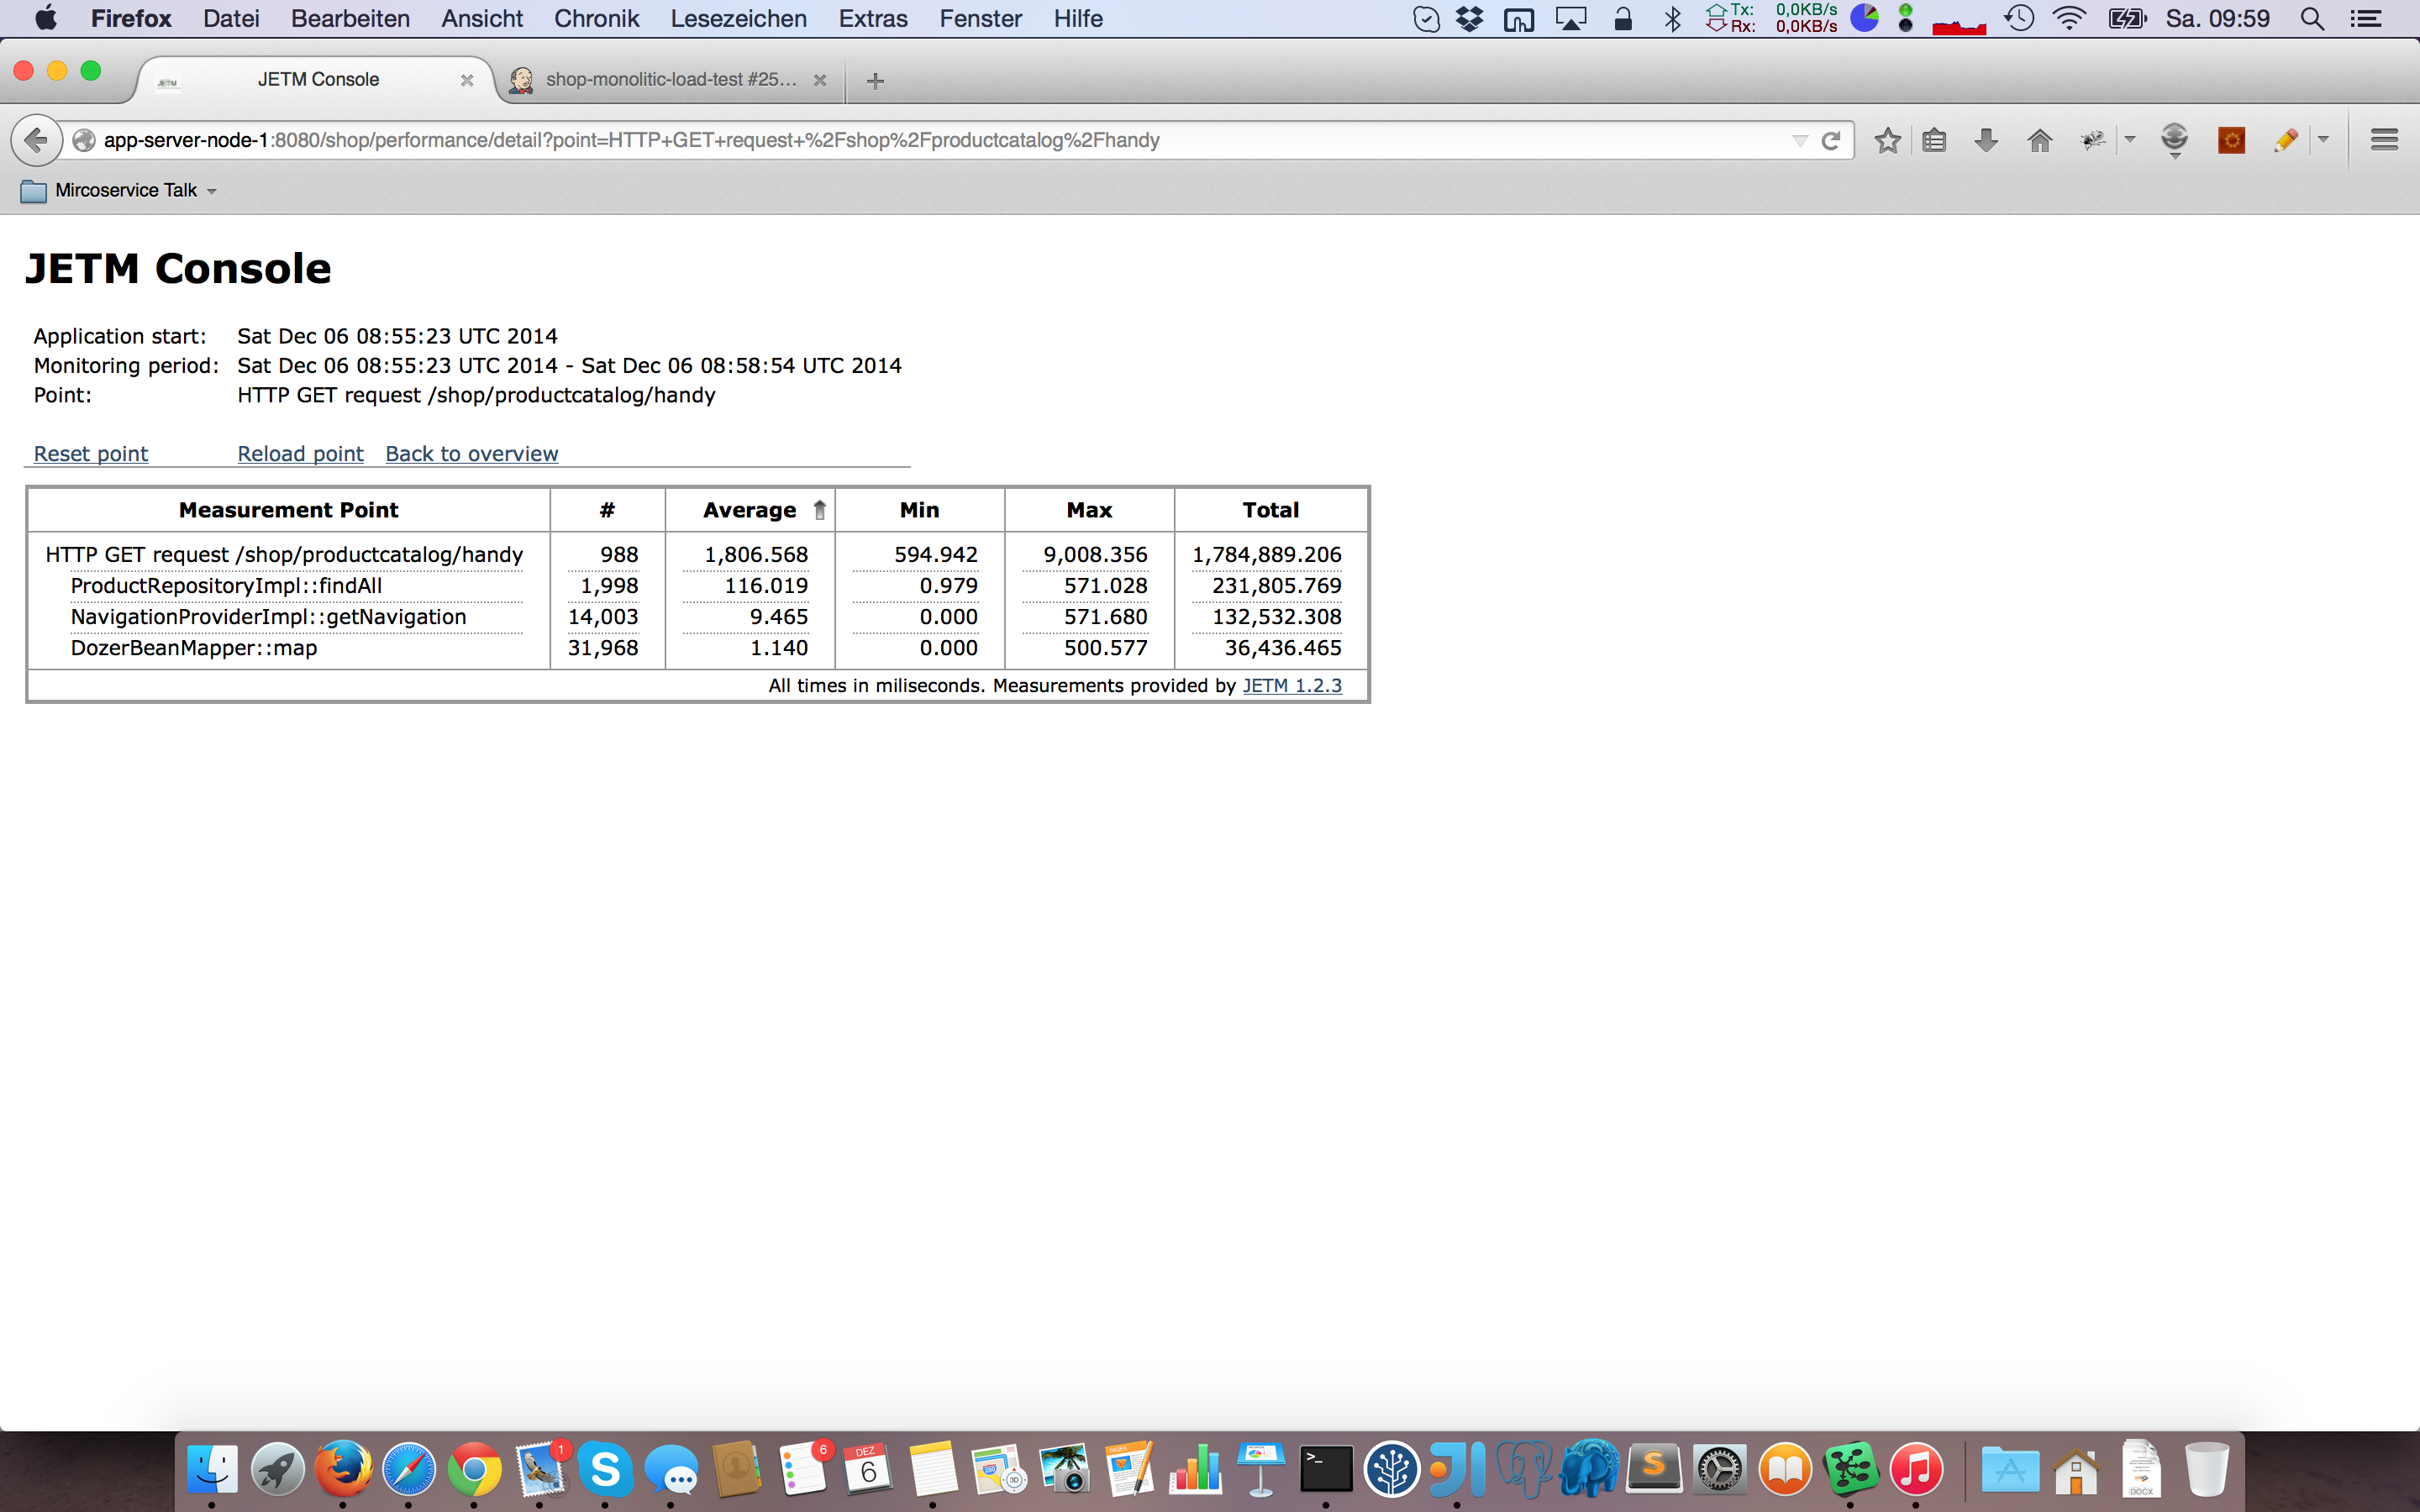 Firefox Datei Bearbeiten Ansicht Chronik Lesezeichen Extras Fenster Hilfe Tx: 0,0KB/s Rx: 0,0KB/s Sa. 09:59
JETM Console shop-monolitic-load-test #25...
app-server-node-1:8080/shop/performance/detail?point=HTTP+GET+request+%2Fshop%2Fproductcatalog%2Fhandy
Mircoservice Talk
JETM Console
Application start: Sat Dec 06 08:55:23 UTC 2014
Monitoring period: Sat Dec 06 08:55:23 UTC 2014 - Sat Dec 06 08:58:54 UTC 2014
Point: HTTP GET request /shop/productcatalog/handy
Reset point Reload point Back to overview
Measurement Point # Average Min Max Total
HTTP GET request /shop/productcatalog/handy 988 1,806.568 594.942 9,008.356 1,784,889.206
ProductRepositoryImpl::findAll 1,998 116.019 0.979 571.028 231,805.769
NavigationProviderImpl::getNavigation 14,003 9.465 0.000 571.680 132,532.308
DozerBeanMapper::map 31,968 1.140 0.000 500.577 36,436.465
All times in miliseconds. Measurements provided by JETM 1.2.3
1 6 DEZ 6 3D PAGES >_ S DOCX